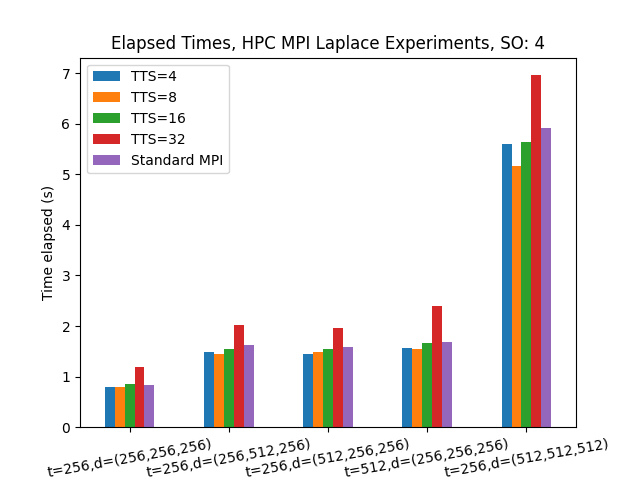 Elapsed Times, HPC MPI Laplace Experiments, SO: 4
TTS=4
TTS=8
TTS=16
TTS=32
Standard MPI
Time elapsed (s)
7
6
5
4
3
2
1
0
t=256,d=(256,256,256)
t=256,d=(256,512,256)
t=256,d=(512,256,256)
t=512,d=(256,256,256)
t=256,d=(512,512,512)